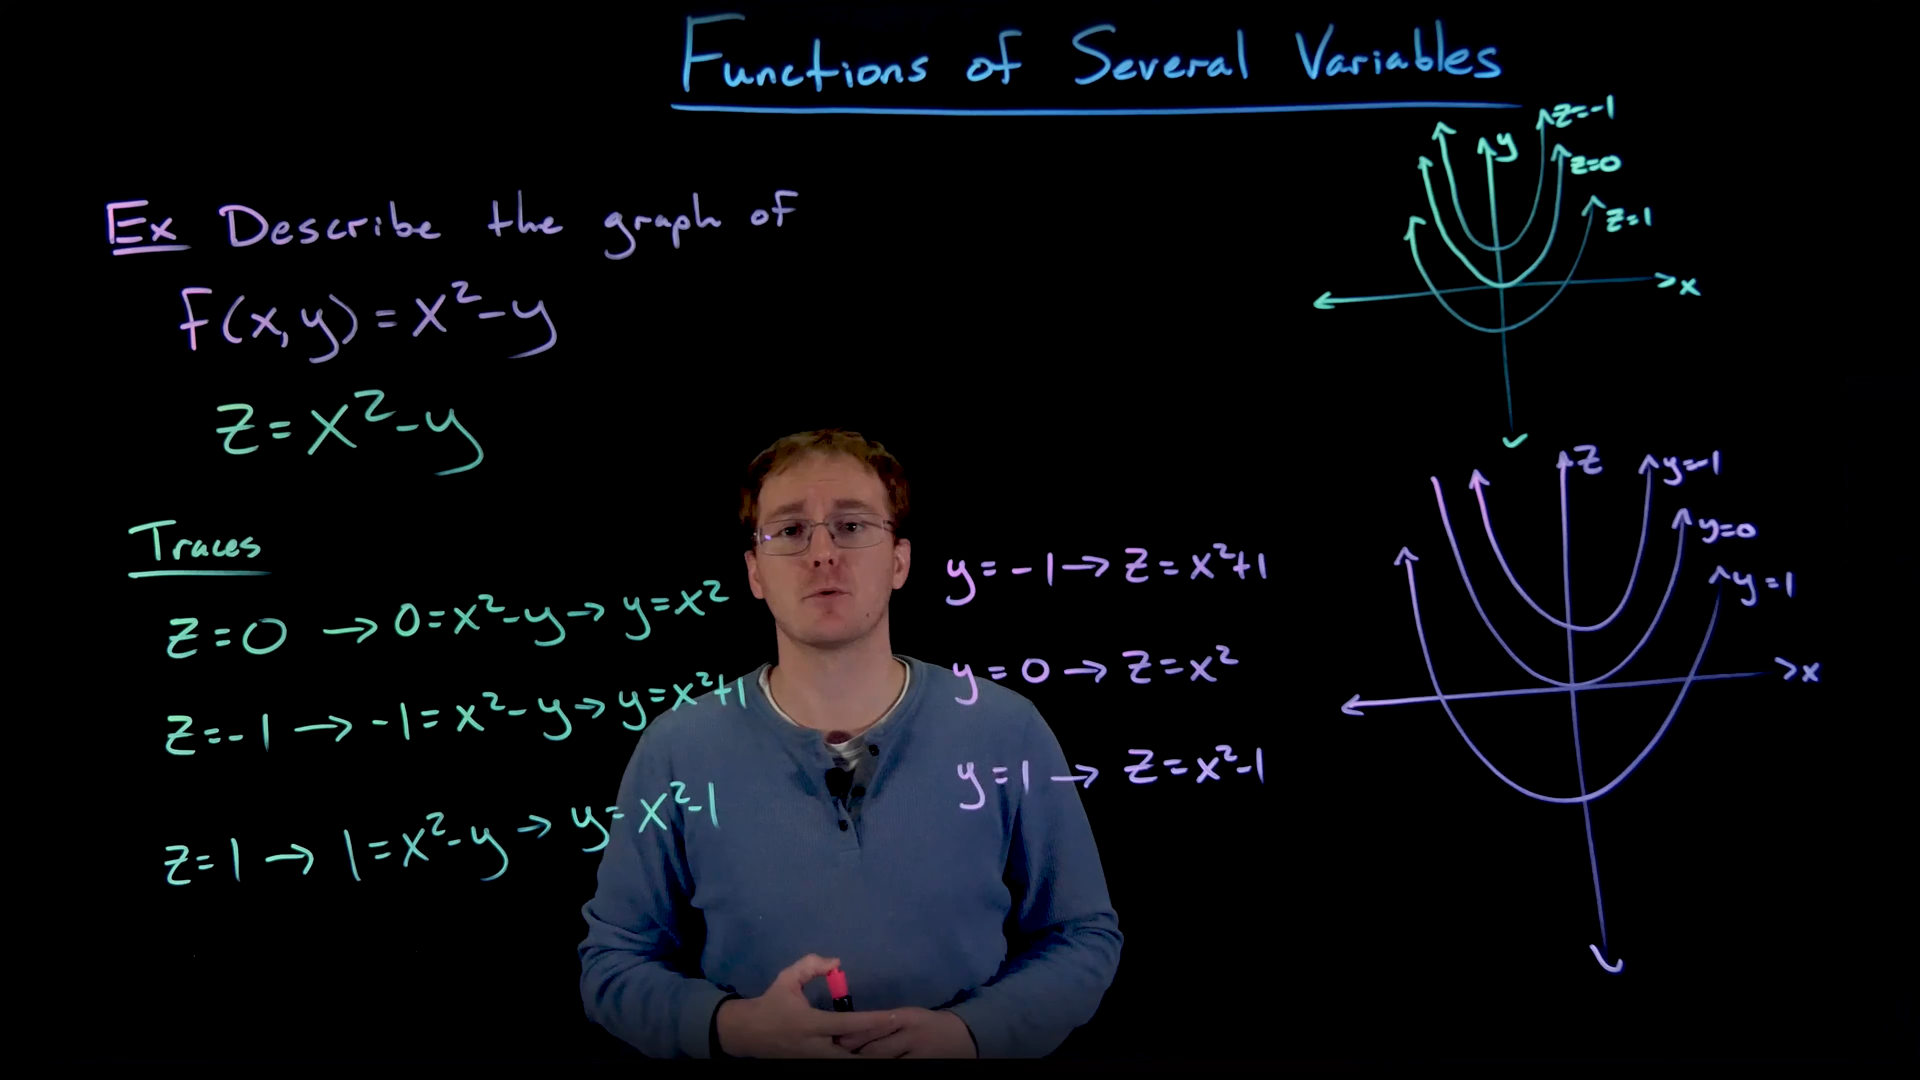 Functions of Several Variables
Ex Describe the graph of
f(x,y)=x²-y
z=x²-y
Traces
z=0 → 0=x²-y → y=x²
z=-1 → -1=x²-y → y=x²+1
z=1 → 1=x²-y → y=x²-1
y=-1 → z=x²+1
y=0 → z=x²
y=1 → z=x²-1
y
z=-1
z=0
z=1
x
z
y=-1
y=0
y=1
x